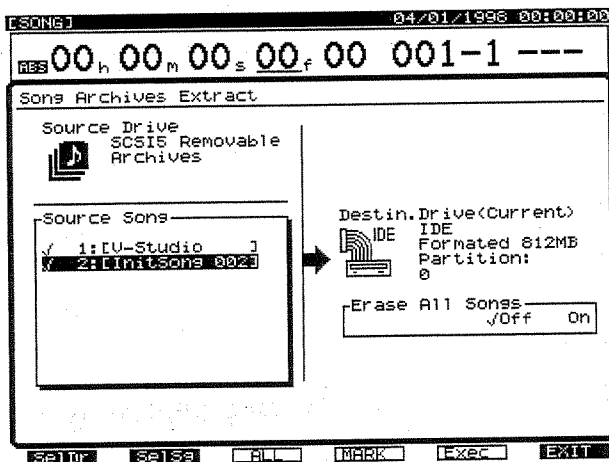 [SONG] 04/01/1996 00:00:00
ABS 00h 00m 00s 00f 00 001-1 ---
Song Archives Extract
Source Drive
SCSI5 Removable
Archives
Source Song
√ 1:[V-Studio ]
√ 2:[InitSong 002]
Destin.Drive(Current)
IDE
IDE
Formated 812MB
Partition:
0
Erase All Songs
√Off On
SelDr SelSg ALL MARK Exec EXIT